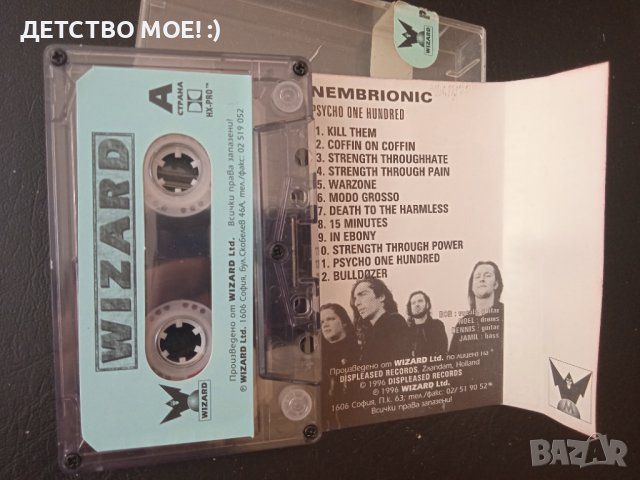 ДЕТСТВО МОЕ! :)
WIZARD
A
СТРАНА
HX-PRO™
WIZARD
Произведено от WIZARD Ltd. Всички права запазени!
℗ WIZARD Ltd. 1606 София, Бул.Скобелев 46А, тел./факс: 02 519 052
WIZARD
NEMBRIONIC
PSYCHO ONE HUNDRED
1. KILL THEM
2. COFFIN ON COFFIN
3. STRENGTH THROUGHHATE
4. STRENGTH THROUGH PAIN
5. WARZONE
6. MODO GROSSO
7. DEATH TO THE HARMLESS
8. 15 MINUTES
9. IN EBONY
0. STRENGTH THROUGH POWER
1. PSYCHO ONE HUNDRED
2. BULLDOZER
BOB : vocals guitar
NOEL : drums
DENNIS : guitar
JAMIL : bass
Произведено от WIZARD Ltd. по лиценз на
DISPLEASED RECORDS, Zaandam, Holland
© 1996 DISPLEASED RECORDS
℗ 1996 WIZARD Ltd.
1606 София, П.к. 63; тел./факс: 02/ 51 90 52
Всички права запазени!
BAZAR